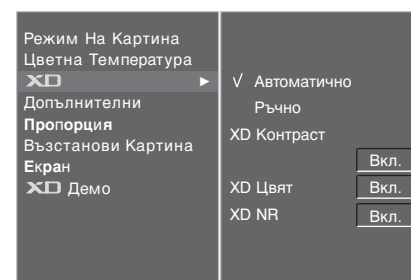 Режим На Картина
Цветна Температура
XD ►
Допълнителни
Пропорция
Възстанови Картина
Екран
XD Демо
√ Автоматично
Ръчно
XD Контраст
Вкл.
XD Цвят Вкл.
XD NR Вкл.